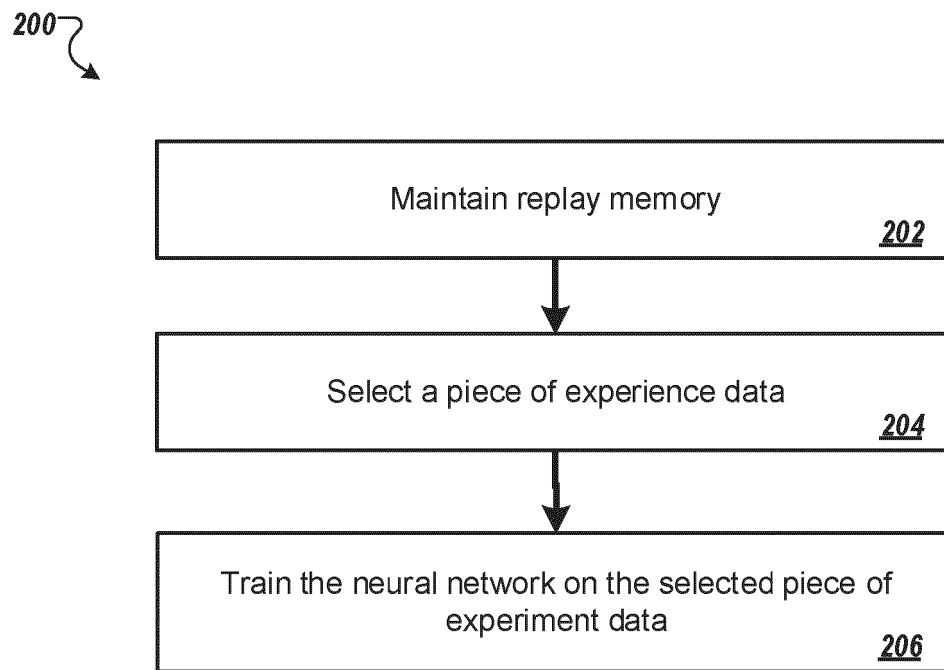 200
Maintain replay memory
202
Select a piece of experience data
204
Train the neural network on the selected piece of
experiment data
206